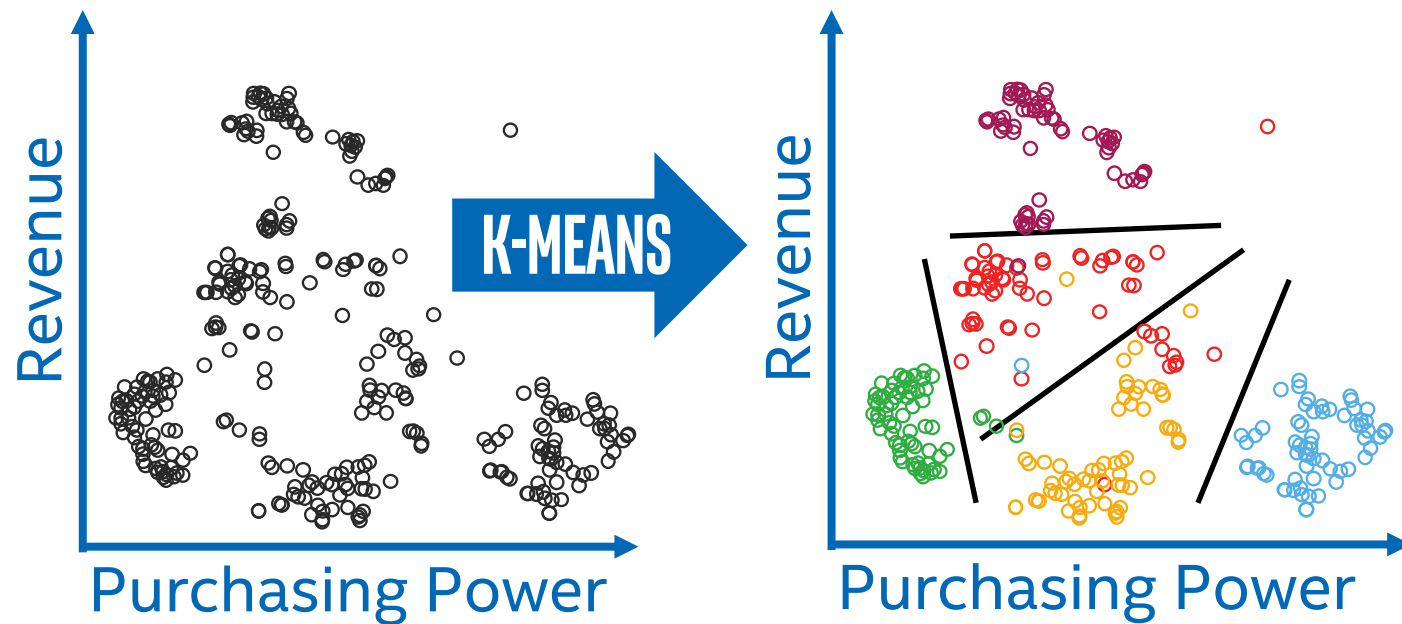 Revenue
Purchasing Power
K-MEANS
Revenue
Purchasing Power